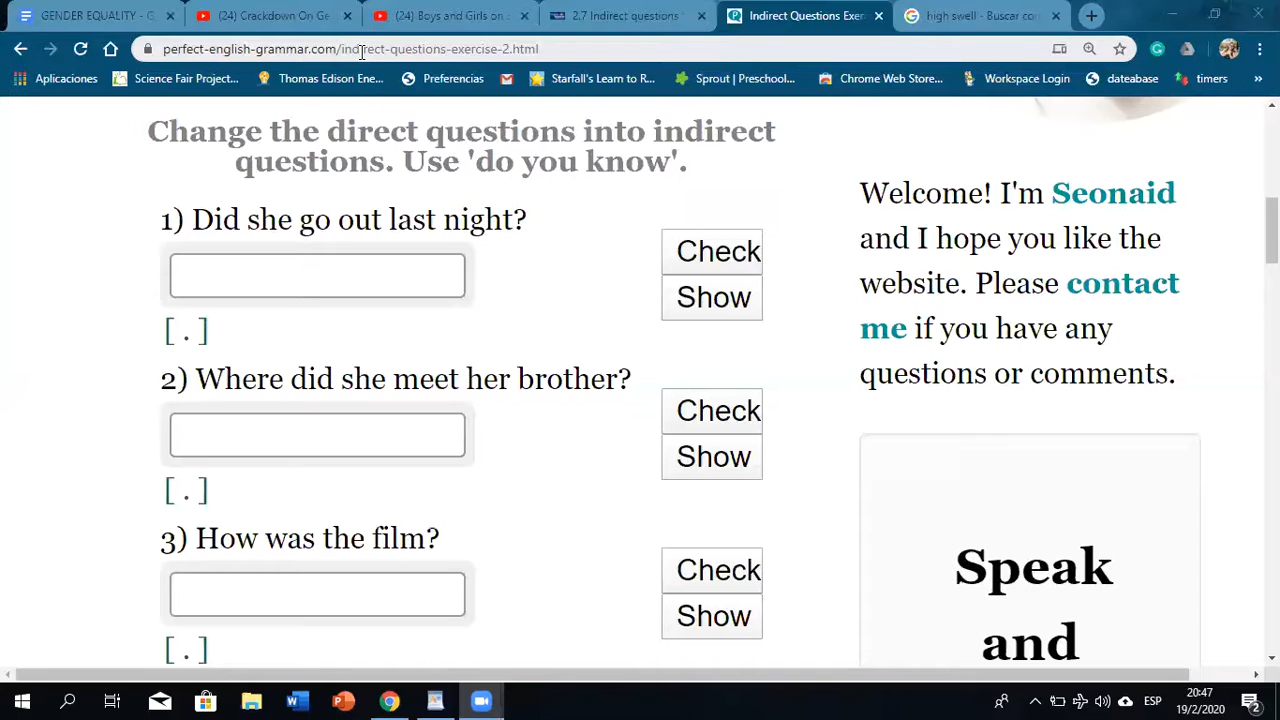 GENDER EQUALITY - G
(24) Crackdown On Ge
(24) Boys and Girls on
2.7 Indirect questions
Indirect Questions Exer
high swell - Buscar con
perfect-english-grammar.com/indirect-questions-exercise-2.html
Aplicaciones
Science Fair Project...
Thomas Edison Ene...
Preferencias
Starfall's Learn to R...
Sprout | Preschool...
Chrome Web Store...
Workspace Login
dateabase
timers
»
Change the direct questions into indirect
questions. Use 'do you know'.
1) Did she go out last night?
Check
Show
[ . ]
2) Where did she meet her brother?
Check
Show
[ . ]
3) How was the film?
Check
Show
[ . ]
Welcome! I'm Seonaid
and I hope you like the
website. Please contact
me if you have any
questions or comments.
Speak
and
ESP
20:47
19/2/2020
2